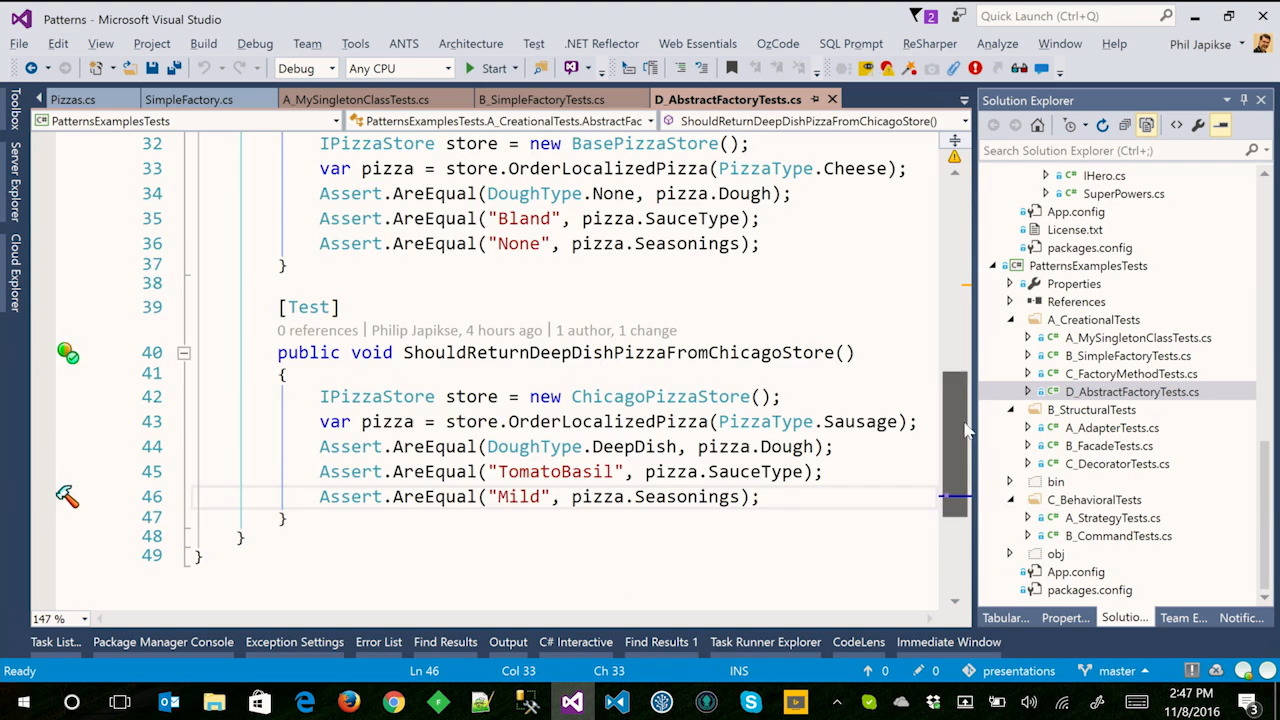 Patterns - Microsoft Visual Studio
2
Quick Launch (Ctrl+Q)
File Edit View Project Build Debug Team Tools ANTS Architecture Test .NET Reflector Web Essentials OzCode SQL Prompt ReSharper Analyze Window Help Phil Japikse
Debug Any CPU Start
Pizzas.cs SimpleFactory.cs A_MySingletonClassTests.cs B_SimpleFactoryTests.cs D_AbstractFactoryTests.cs
PatternsExamplesTests PatternsExamplesTests.A_CreationalTests.AbstractFac ShouldReturnDeepDishPizzaFromChicagoStore()
Toolbox
Server Explorer
Cloud Explorer
32 IPizzaStore store = new BasePizzaStore();
33 var pizza = store.OrderLocalizedPizza(PizzaType.Cheese);
34 Assert.AreEqual(DoughType.None, pizza.Dough);
35 Assert.AreEqual("Bland", pizza.SauceType);
36 Assert.AreEqual("None", pizza.Seasonings);
37 }
38
39 [Test]
0 references | Philip Japikse, 4 hours ago | 1 author, 1 change
40 public void ShouldReturnDeepDishPizzaFromChicagoStore()
41 {
42 IPizzaStore store = new ChicagoPizzaStore();
43 var pizza = store.OrderLocalizedPizza(PizzaType.Sausage);
44 Assert.AreEqual(DoughType.DeepDish, pizza.Dough);
45 Assert.AreEqual("TomatoBasil", pizza.SauceType);
46 Assert.AreEqual("Mild", pizza.Seasonings);
47 }
48 }
49 }
147 %
Solution Explorer
Search Solution Explorer (Ctrl+;)
IHero.cs
SuperPowers.cs
App.config
License.txt
packages.config
PatternsExamplesTests
Properties
References
A_CreationalTests
A_MySingletonClassTests.cs
B_SimpleFactoryTests.cs
C_FactoryMethodTests.cs
D_AbstractFactoryTests.cs
B_StructuralTests
A_AdapterTests.cs
B_FacadeTests.cs
C_DecoratorTests.cs
bin
C_BehavioralTests
A_StrategyTests.cs
B_CommandTests.cs
obj
App.config
packages.config
Tabular... Propert... Solutio... Team E... Notific...
Task List... Package Manager Console Exception Settings Error List Find Results Output C# Interactive Find Results 1 Task Runner Explorer CodeLens Immediate Window
Ready Ln 46 Col 33 Ch 33 INS 0 0 presentations master
2:47 PM
11/8/2016
3